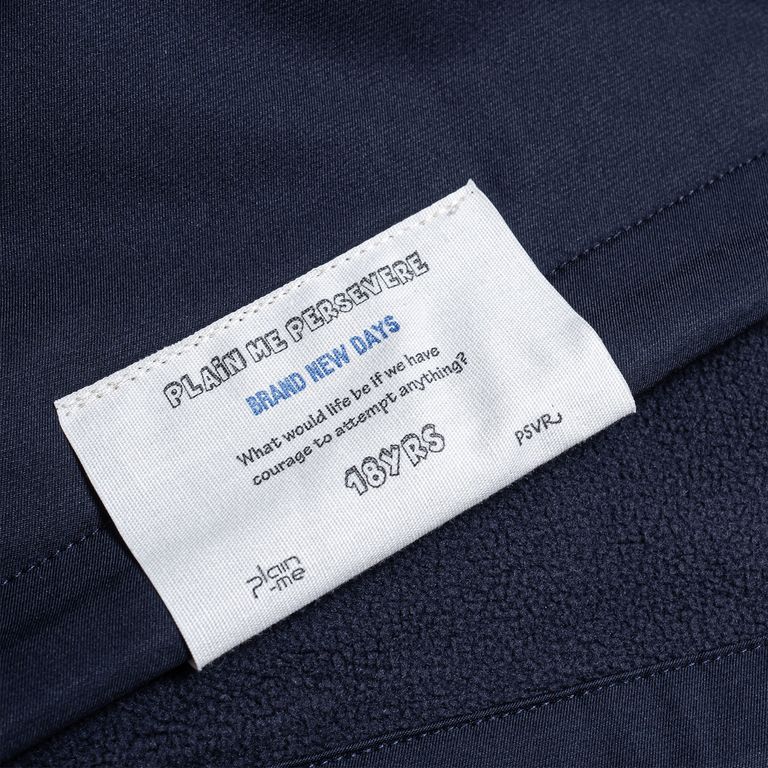 PLAiN ME PERSEVERE
BRAND NEW DAYS
What would life be if we have
courage to attempt anything?
18YRS
PSVR
plain
-me